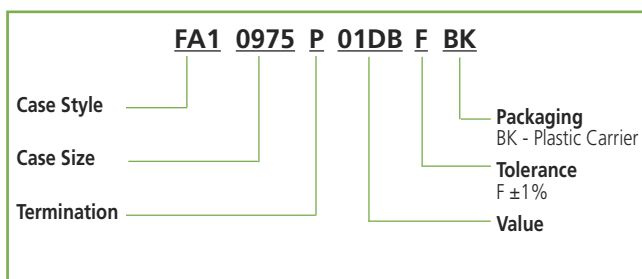 FA1 0975 P 01DB F BK
Case Style
Case Size
Termination
Packaging
BK - Plastic Carrier
Tolerance
F ±1%
Value